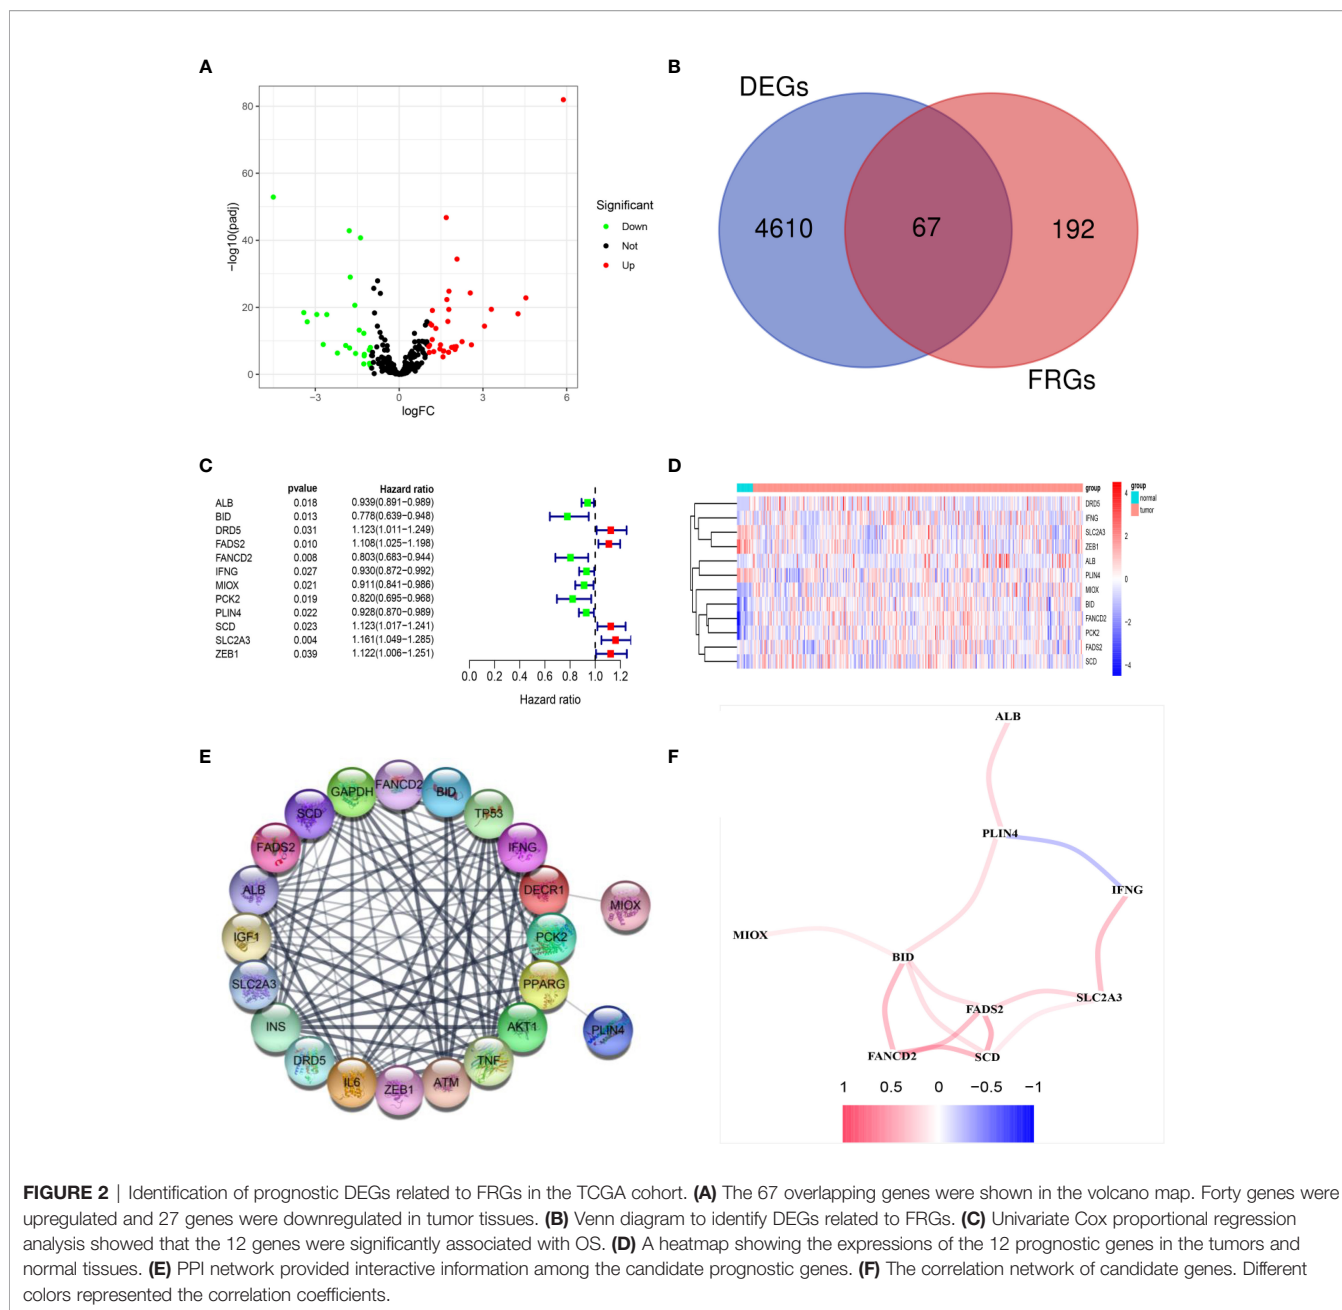 A
80
60
40
20
0
−log10(padj)
−3
0
3
6
logFC
Significant
Down
Not
Up
B
DEGs
4610
67
192
FRGs
C
pvalue Hazard ratio
ALB 0.018 0.939(0.891−0.989)
BID 0.013 0.778(0.639−0.948)
DRD5 0.031 1.123(1.011−1.249)
FADS2 0.010 1.108(1.025−1.198)
FANCD2 0.008 0.803(0.683−0.944)
IFNG 0.027 0.930(0.872−0.992)
MIOX 0.021 0.911(0.841−0.986)
PCK2 0.019 0.820(0.695−0.968)
PLIN4 0.022 0.928(0.870−0.989)
SCD 0.023 1.123(1.017−1.241)
SLC2A3 0.004 1.161(1.049−1.285)
ZEB1 0.039 1.122(1.006−1.251)
0.0 0.2 0.4 0.6 0.8 1.0 1.2
Hazard ratio
D
group
DRD5
IFNG
SLC2A3
ZEB1
ALB
PLIN4
MIOX
BID
FANCD2
PCK2
FADS2
SCD
4
2
0
−2
−4
group
normal
tumor
E
FANCD2
GAPDH
BID
SCD
TP53
FADS2
IFNG
ALB
DECR1
MIOX
IGF1
PCK2
SLC2A3
PPARG
INS
AKT1
PLIN4
DRD5
TNF
IL6
ZEB1
ATM
F
ALB
PLIN4
IFNG
MIOX
BID
SLC2A3
FADS2
FANCD2
SCD
1 0.5 0 −0.5 −1
FIGURE 2 | Identification of prognostic DEGs related to FRGs in the TCGA cohort. (A) The 67 overlapping genes were shown in the volcano map. Forty genes were
upregulated and 27 genes were downregulated in tumor tissues. (B) Venn diagram to identify DEGs related to FRGs. (C) Univariate Cox proportional regression
analysis showed that the 12 genes were significantly associated with OS. (D) A heatmap showing the expressions of the 12 prognostic genes in the tumors and
normal tissues. (E) PPI network provided interactive information among the candidate prognostic genes. (F) The correlation network of candidate genes. Different
colors represented the correlation coefficients.